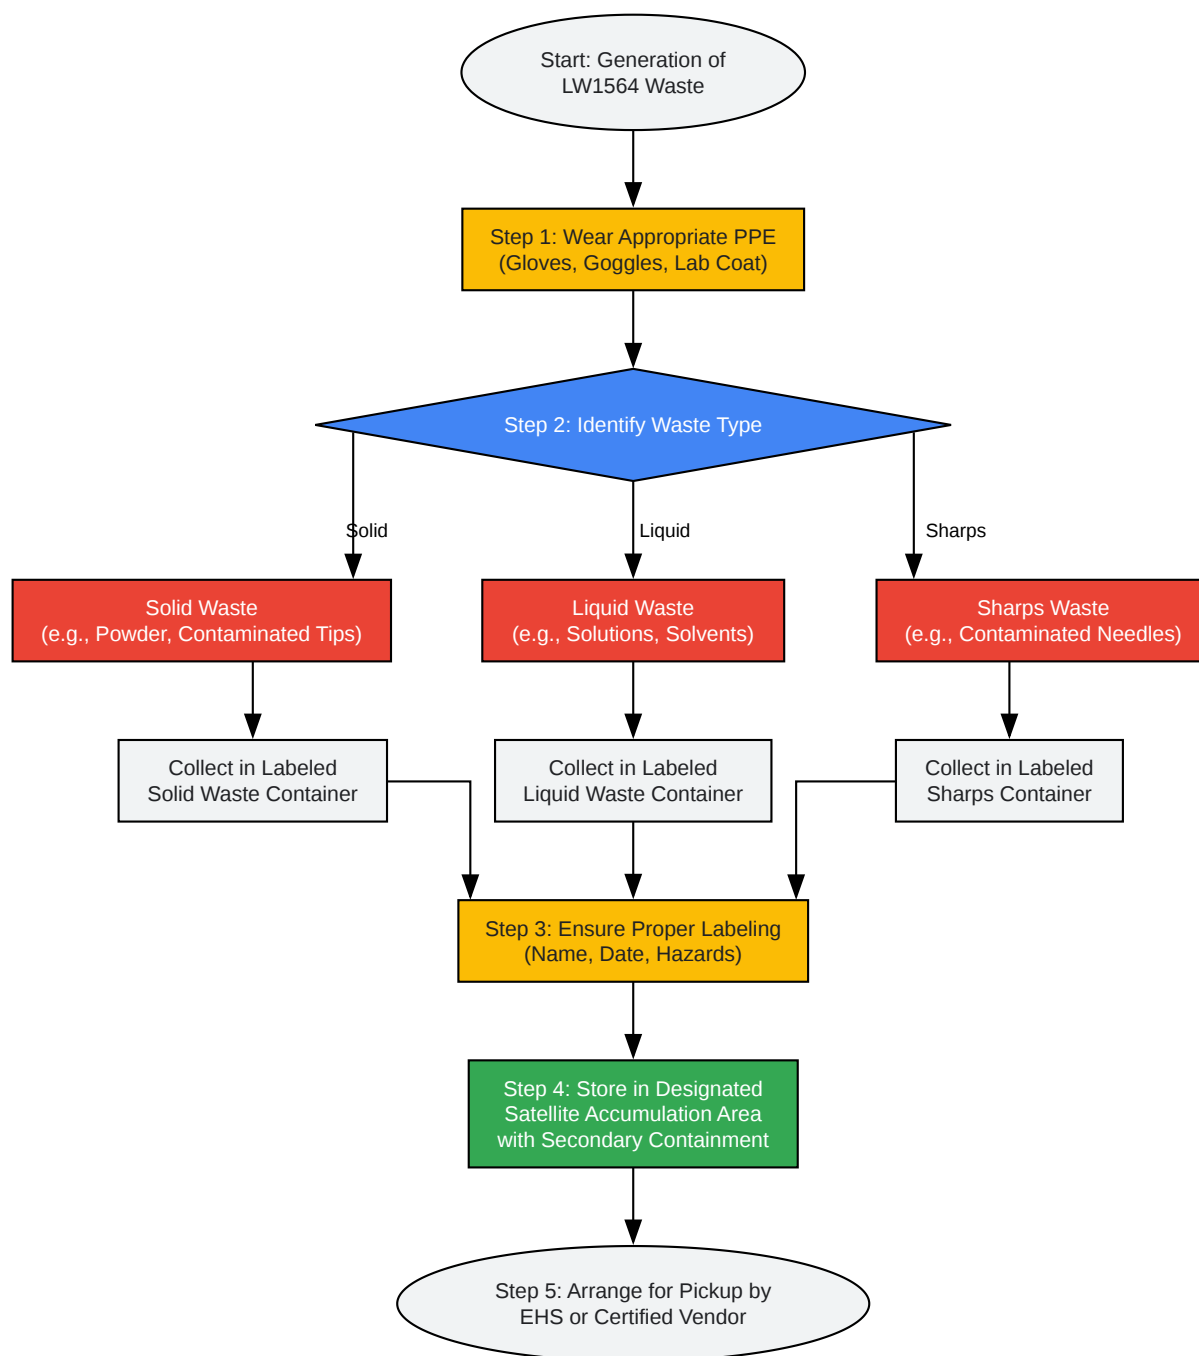 Start: Generation of
LW1564 Waste
Step 1: Wear Appropriate PPE
(Gloves, Goggles, Lab Coat)
Step 2: Identify Waste Type
Solid
Liquid
Sharps
Solid Waste
(e.g., Powder, Contaminated Tips)
Liquid Waste
(e.g., Solutions, Solvents)
Sharps Waste
(e.g., Contaminated Needles)
Collect in Labeled
Solid Waste Container
Collect in Labeled
Liquid Waste Container
Collect in Labeled
Sharps Container
Step 3: Ensure Proper Labeling
(Name, Date, Hazards)
Step 4: Store in Designated
Satellite Accumulation Area
with Secondary Containment
Step 5: Arrange for Pickup by
EHS or Certified Vendor